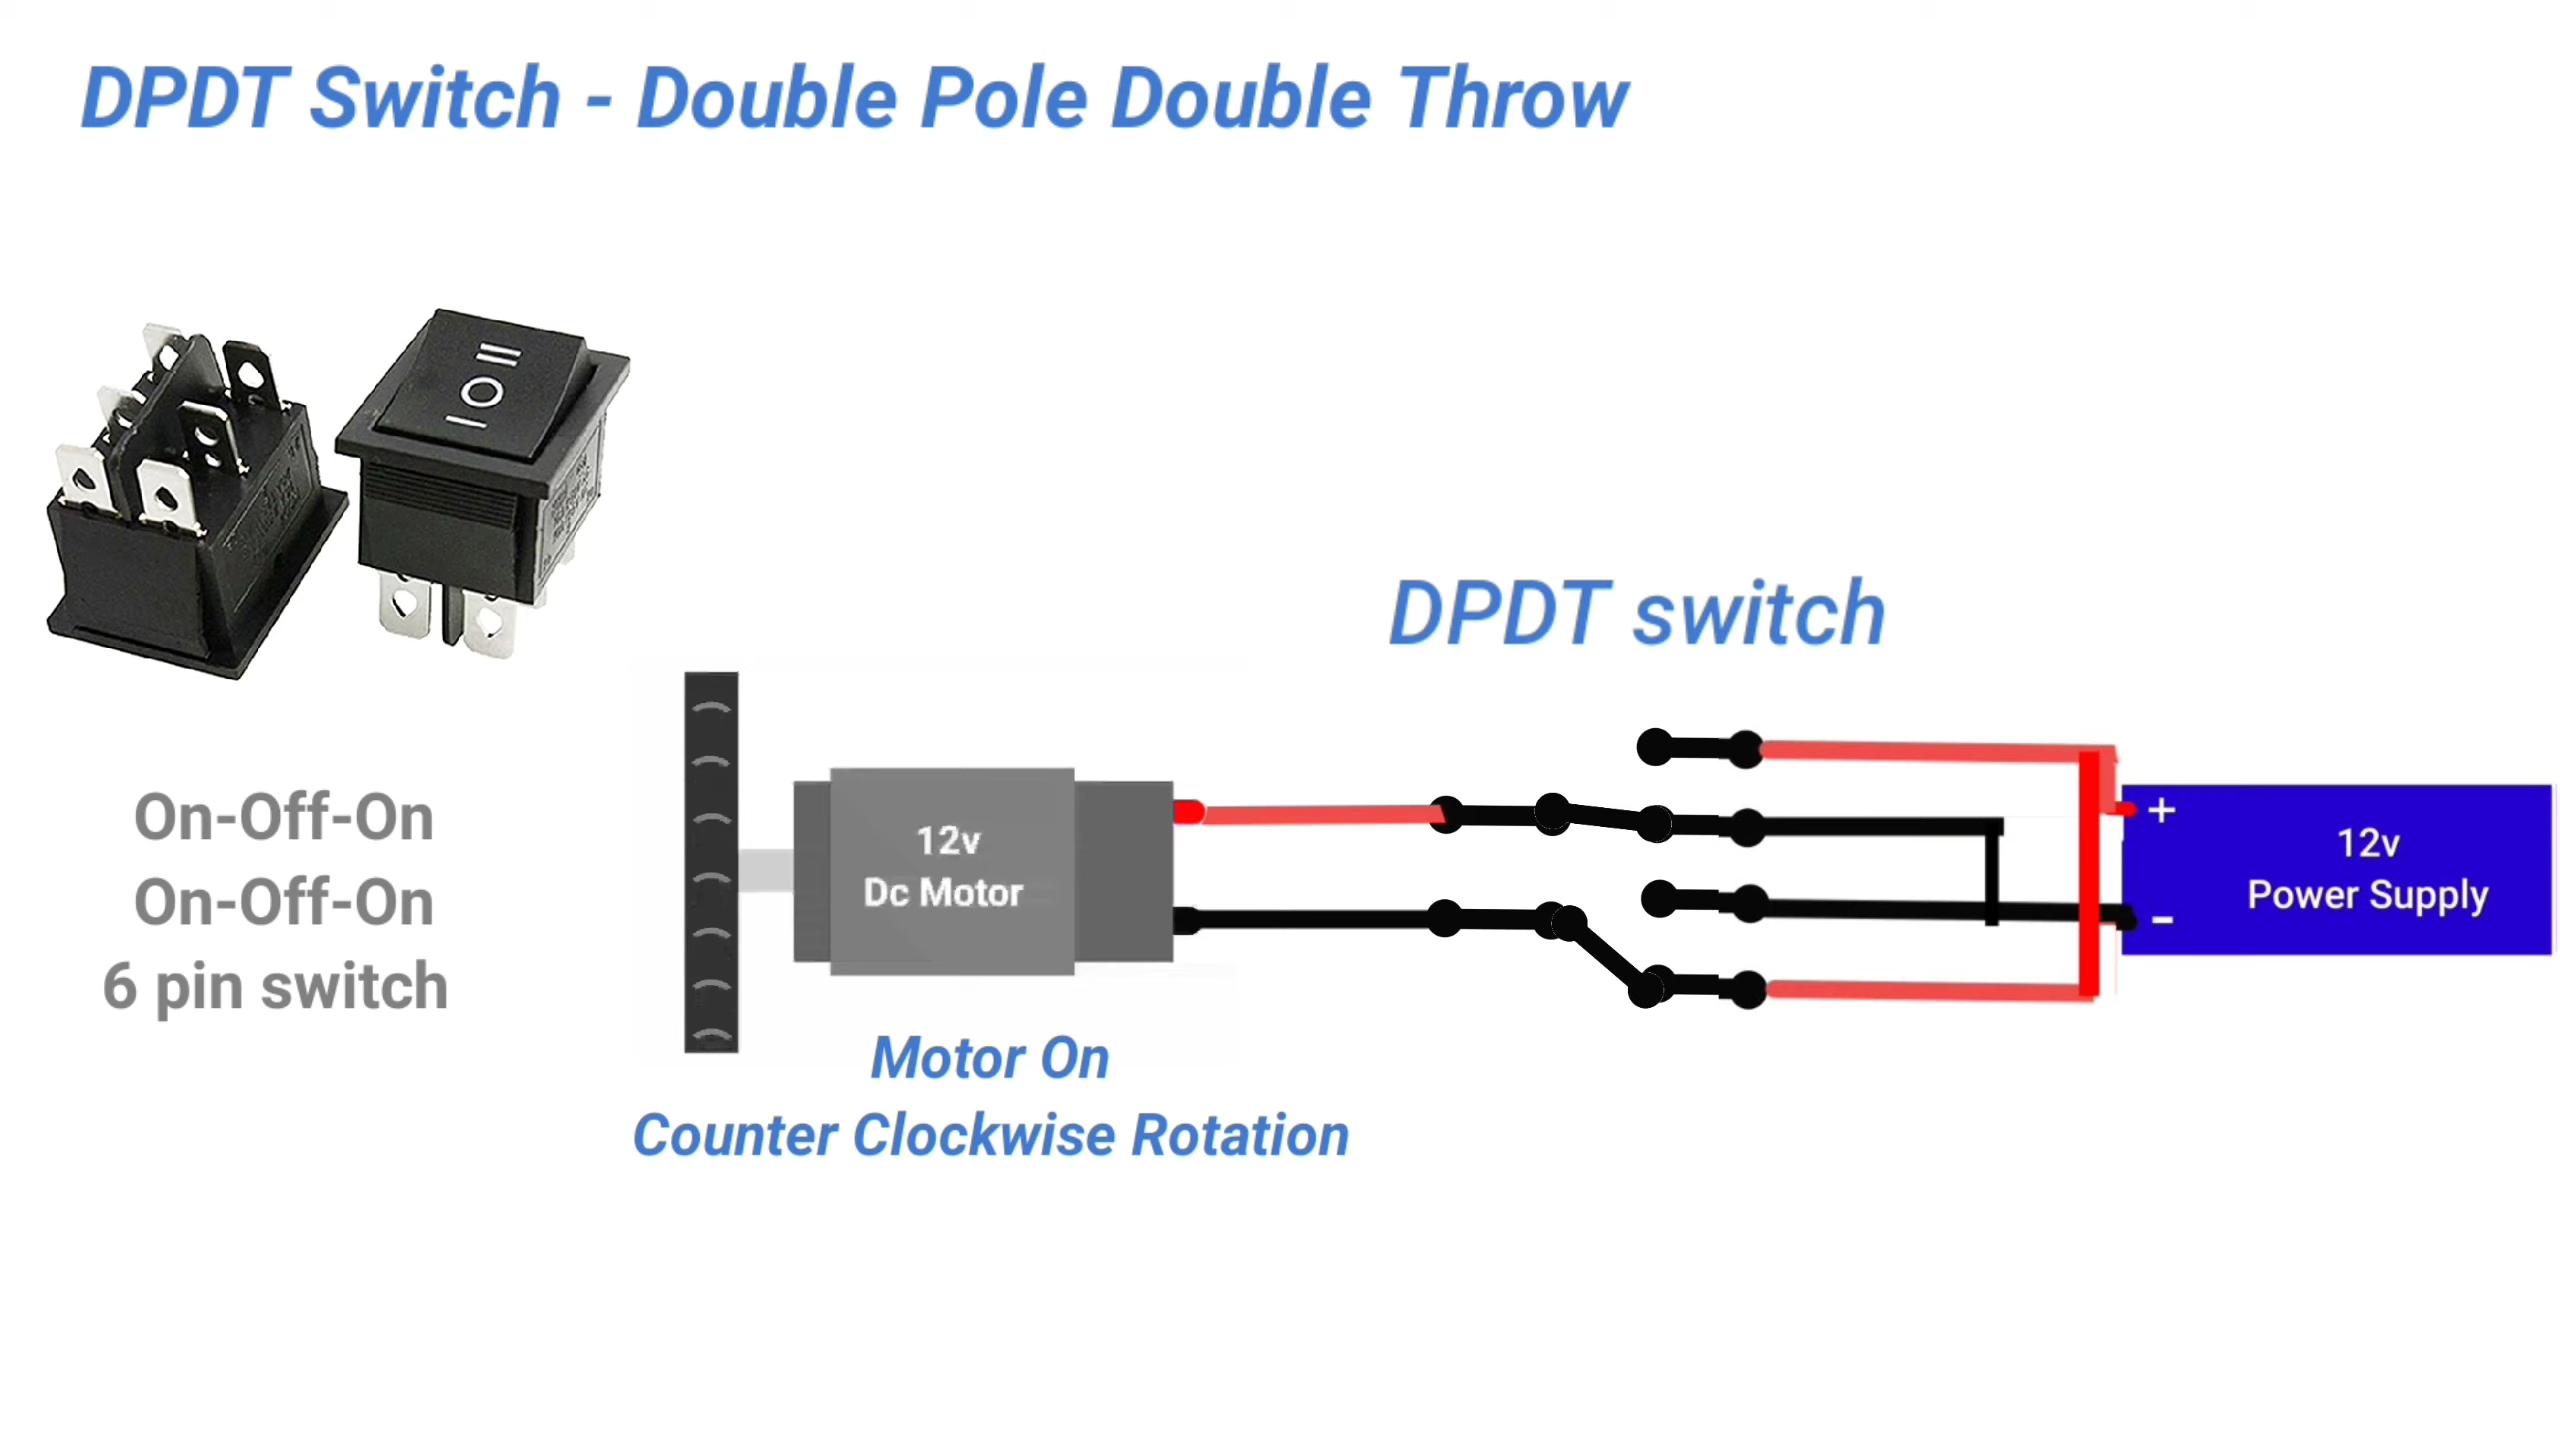 DPDT Switch - Double Pole Double Throw
I O II
DPDT switch
On-Off-On
On-Off-On
6 pin switch
12v
Dc Motor
+
12v
Power Supply
-
Motor On
Counter Clockwise Rotation